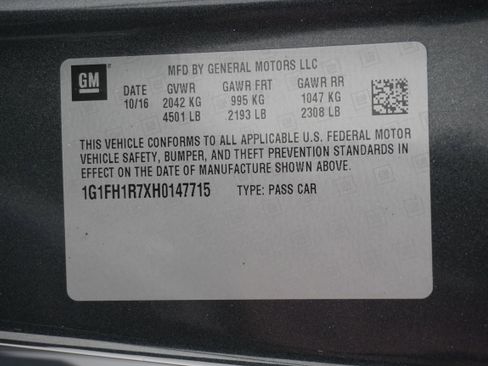 GM
MFD BY GENERAL MOTORS LLC
DATE GVWR GAWR FRT GAWR RR
10/16 2042 KG 995 KG 1047 KG
4501 LB 2193 LB 2308 LB
THIS VEHICLE CONFORMS TO ALL APPLICABLE U.S. FEDERAL MOTOR
VEHICLE SAFETY, BUMPER, AND THEFT PREVENTION STANDARDS IN
EFFECT ON THE DATE OF MANUFACTURE SHOWN ABOVE.
1G1FH1R7XH0147715 TYPE: PASS CAR